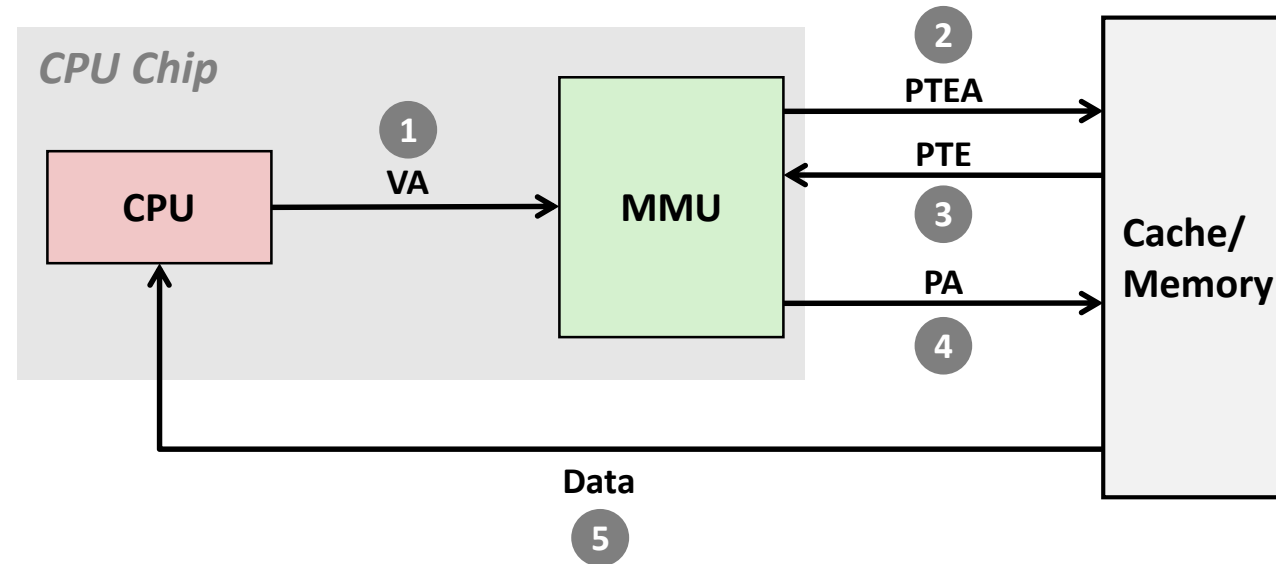 2
CPU Chip
PTEA
1
PTE
VA
CPU
MMU
3
Cache/
Memory
PA
4
Data
5